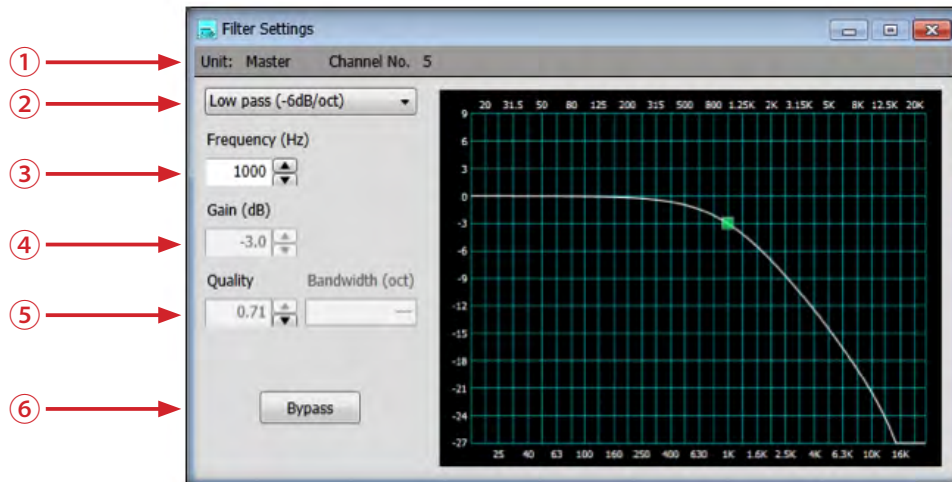 Filter Settings
① Unit: Master Channel No. 5
② Low pass (-6dB/oct)
Frequency (Hz)
③ 1000
Gain (dB)
④ -3.0
Quality Bandwidth (oct)
⑤ 0.71 ---
⑥ Bypass
20 31.5 50 80 125 200 315 500 800 1.25K 2K 3.15K 5K 8K 12.5K 20K
9
6
3
0
-3
-6
-9
-12
-15
-18
-21
-24
-27
25 40 63 100 160 250 400 630 1K 1.6K 2.5K 4K 6.3K 10K 16K